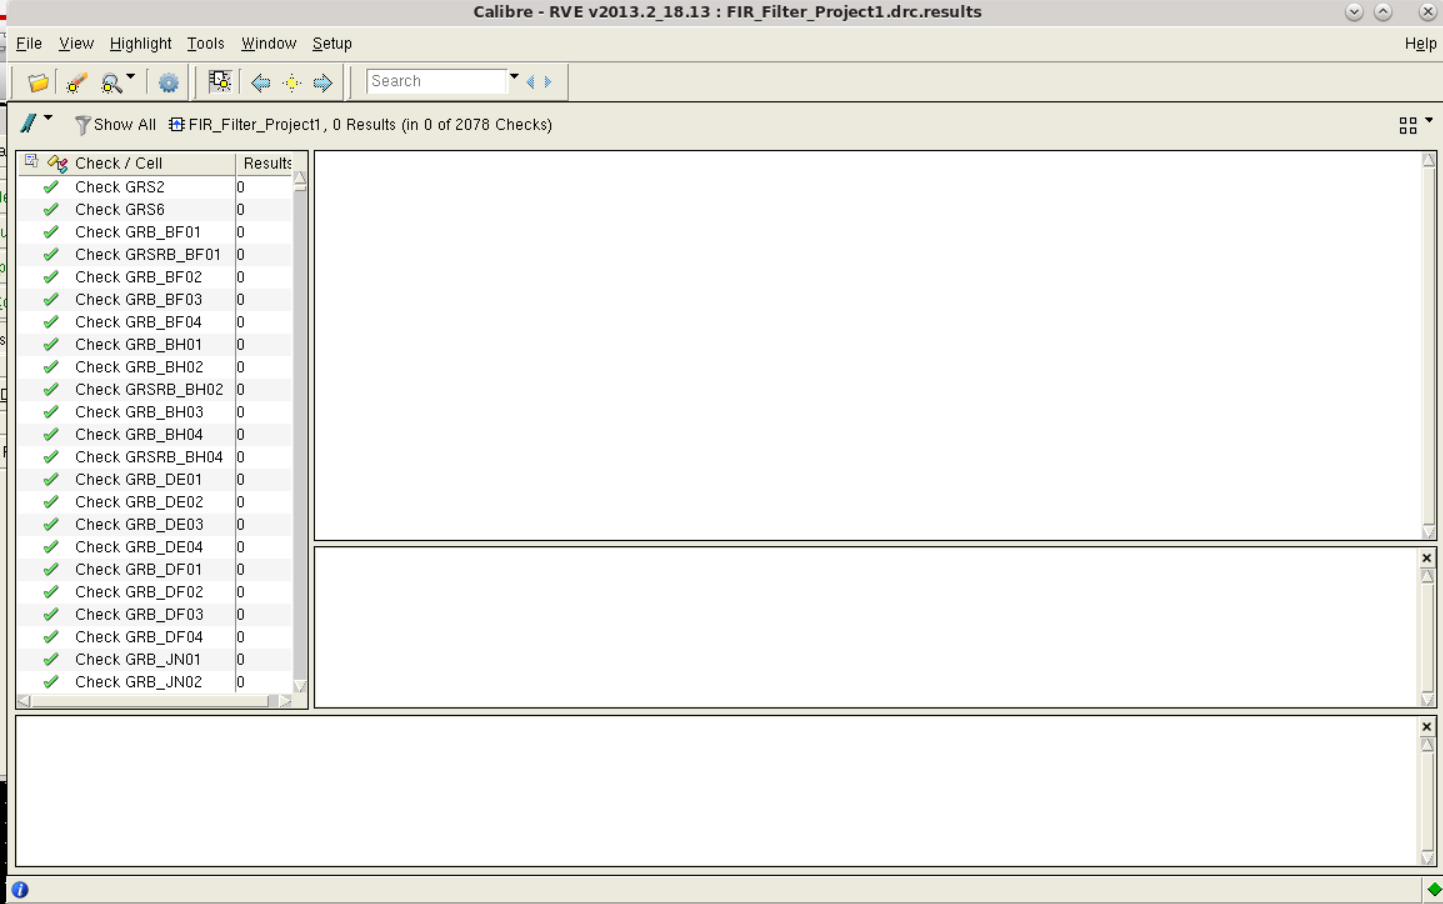 Calibre - RVE v2013.2_18.13 : FIR_Filter_Project1.drc.results
File View Highlight Tools Window Setup Help
Search
Show All FIR_Filter_Project1, 0 Results (in 0 of 2078 Checks)
Check / Cell Results
Check GRS2 0
Check GRS6 0
Check GRB_BF01 0
Check GRSRB_BF01 0
Check GRB_BF02 0
Check GRB_BF03 0
Check GRB_BF04 0
Check GRB_BH01 0
Check GRB_BH02 0
Check GRSRB_BH02 0
Check GRB_BH03 0
Check GRB_BH04 0
Check GRSRB_BH04 0
Check GRB_DE01 0
Check GRB_DE02 0
Check GRB_DE03 0
Check GRB_DE04 0
Check GRB_DF01 0
Check GRB_DF02 0
Check GRB_DF03 0
Check GRB_DF04 0
Check GRB_JN01 0
Check GRB_JN02 0